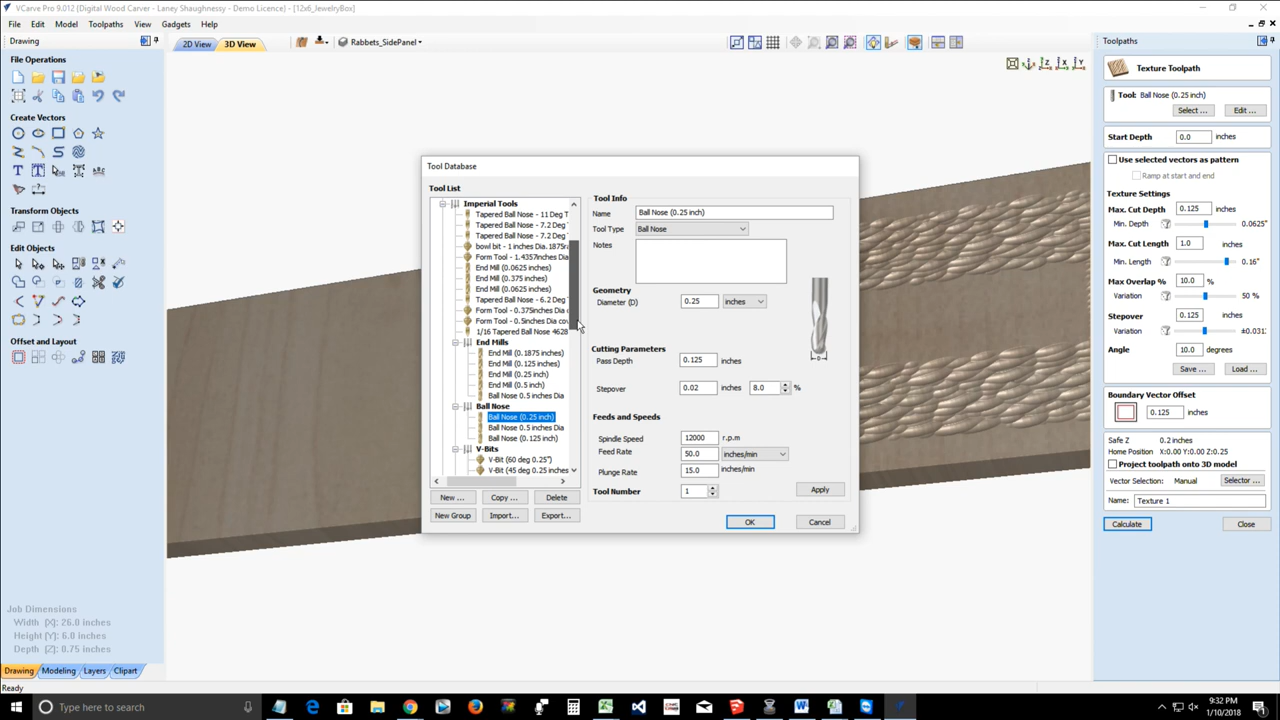 VCarve Pro 9.012 {Digital Wood Carver - Laney Shaughnessy - Demo Licence} - [12x6_JewelryBox]
File Edit Model Toolpaths View Gadgets Help
Drawing
2D View 3D View Rabbets_SidePanel
File Operations
Create Vectors
Transform Objects
Edit Objects
Offset and Layout
Job Dimensions
Width (X): 26.0 inches
Height (Y): 6.0 inches
Depth (Z): 0.75 inches
Drawing Modeling Layers Clipart
Ready
Tool Database
Tool List
Imperial Tools
Tapered Ball Nose - 11 Deg T
Tapered Ball Nose - 7.2 Deg T
Tapered Ball Nose - 7.2 Deg T
bowl bit - 1 inches Dia.1875r
Form Tool - 1.4357inches Dia
End Mill (0.0625 inches)
End Mill (0.375 inches)
End Mill (0.0625 inches)
Tapered Ball Nose - 6.2 Deg T
Form Tool - 0.375inches Dia
Form Tool - 0.5inches Dia cov
1/16 Tapered Ball Nose 4628
End Mills
End Mill (0.1875 inches)
End Mill (0.125 inches)
End Mill (0.25 inch)
End Mill (0.5 inch)
Ball Nose 0.5 inches Dia
Ball Nose
Ball Nose (0.25 inch)
Ball Nose 0.5 inches Dia
Ball Nose (0.125 inch)
V-Bits
V-Bit (60 deg 0.25")
V-Bit (45 deg 0.25 inches
New ... Copy ... Delete
New Group Import... Export...
Tool Info
Name Ball Nose (0.25 inch)
Tool Type Ball Nose
Notes
Geometry
Diameter (D) 0.25 inches
D
Cutting Parameters
Pass Depth 0.125 inches
Stepover 0.02 inches 8.0 %
Feeds and Speeds
Spindle Speed 12000 r.p.m
Feed Rate 50.0 inches/min
Plunge Rate 15.0 inches/min
Tool Number 1 Apply
OK Cancel
Toolpaths
Texture Toolpath
Tool: Ball Nose (0.25 inch)
Select ... Edit ...
Start Depth 0.0 inches
Use selected vectors as pattern
Ramp at start and end
Texture Settings
Max. Cut Depth 0.125 inches
Min. Depth 0.0625"
Max. Cut Length 1.0 inches
Min. Length 0.16"
Max Overlap % 10.0 %
Variation 50 %
Stepover 0.125 inches
Variation ±0.031
Angle 10.0 degrees
Save ... Load ...
Boundary Vector Offset
0.125 inches
Safe Z 0.2 inches
Home Position X:0.00 Y:0.00 Z:0.20
Project toolpath onto 3D model
Vector Selection: Manual Selector ...
Name: Texture 1
Calculate Close
Type here to search
9:32 PM
1/10/2018